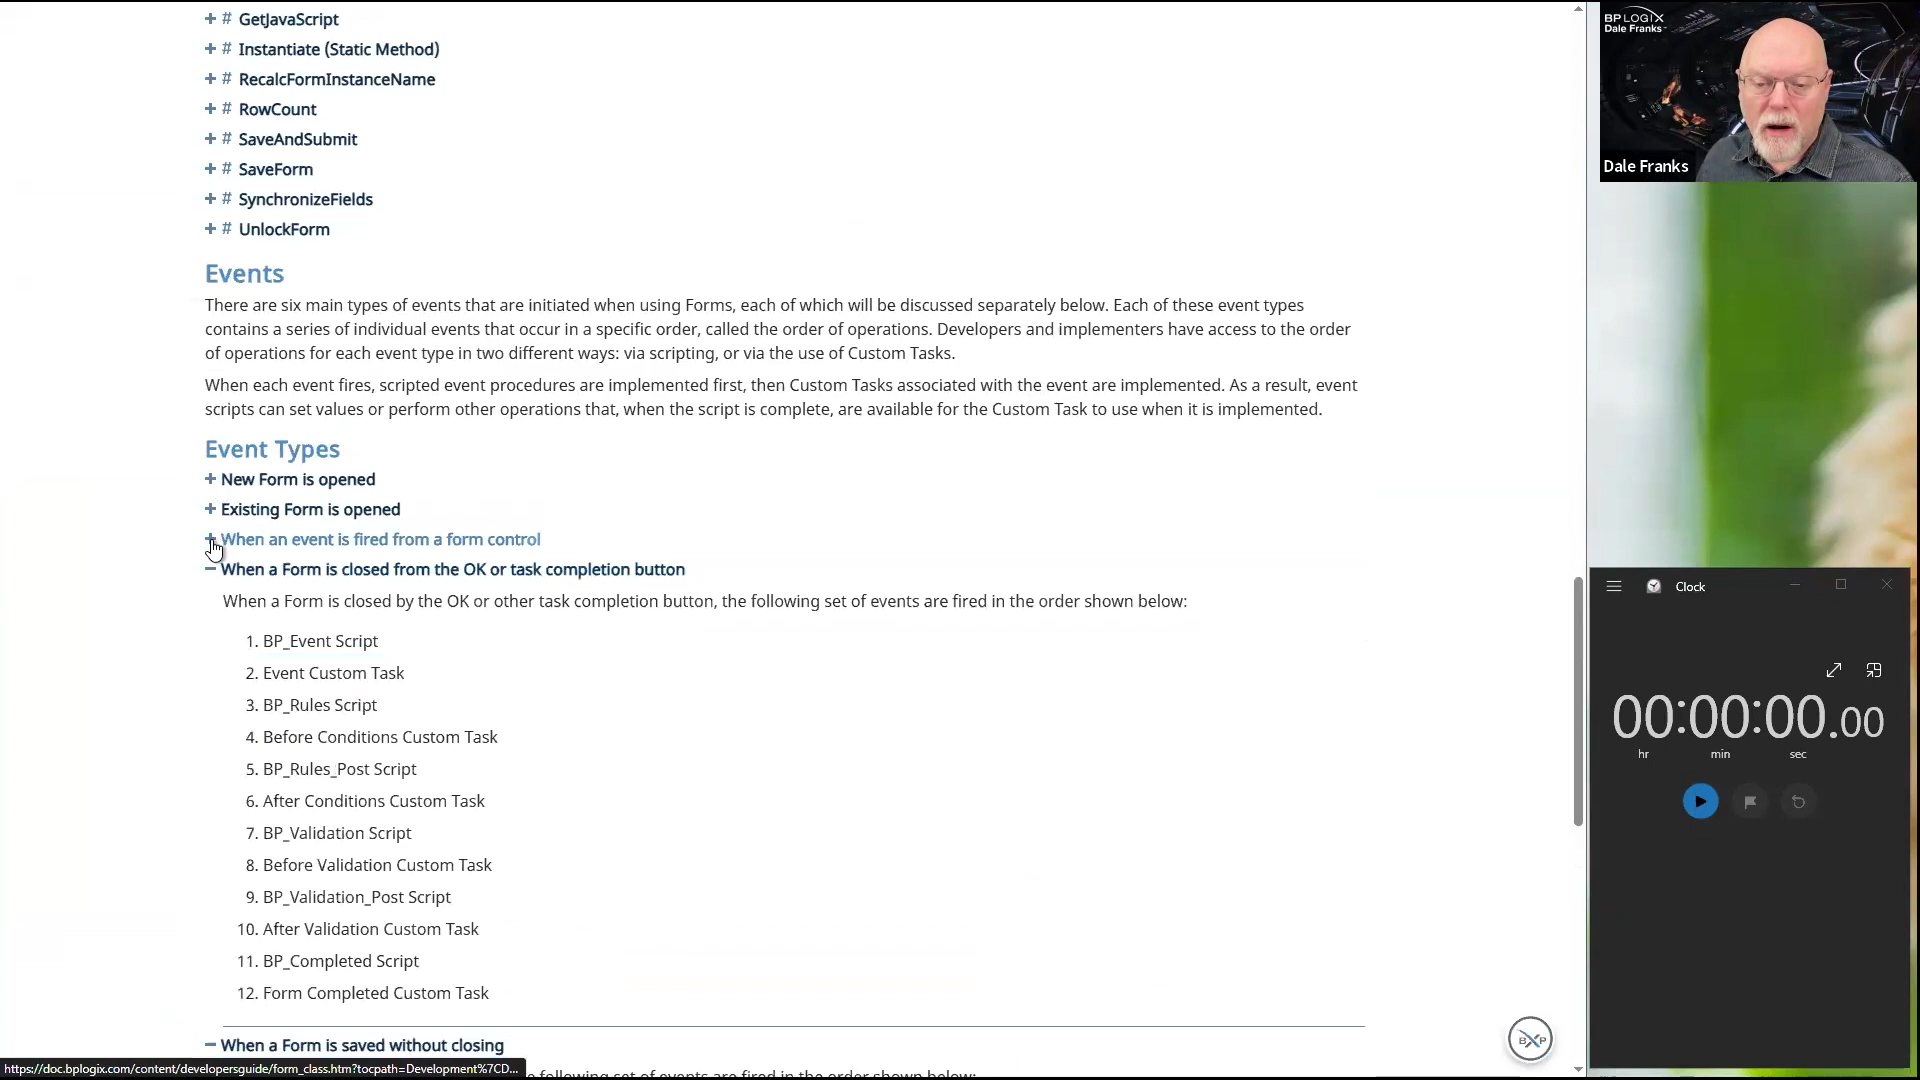 + # GetJavaScript
+ # Instantiate (Static Method)
+ # RecalcFormInstanceName
+ # RowCount
+ # SaveAndSubmit
+ # SaveForm
+ # SynchronizeFields
+ # UnlockForm
Events
There are six main types of events that are initiated when using Forms, each of which will be discussed separately below. Each of these event types
contains a series of individual events that occur in a specific order, called the order of operations. Developers and implementers have access to the order
of operations for each event type in two different ways: via scripting, or via the use of Custom Tasks.
When each event fires, scripted event procedures are implemented first, then Custom Tasks associated with the event are implemented. As a result, event
scripts can set values or perform other operations that, when the script is complete, are available for the Custom Task to use when it is implemented.
Event Types
+ New Form is opened
+ Existing Form is opened
+ When an event is fired from a form control
− When a Form is closed from the OK or task completion button
When a Form is closed by the OK or other task completion button, the following set of events are fired in the order shown below:
1. BP_Event Script
2. Event Custom Task
3. BP_Rules Script
4. Before Conditions Custom Task
5. BP_Rules_Post Script
6. After Conditions Custom Task
7. BP_Validation Script
8. Before Validation Custom Task
9. BP_Validation_Post Script
10. After Validation Custom Task
11. BP_Completed Script
12. Form Completed Custom Task
− When a Form is saved without closing
e following set of events are fired in the order shown below:
https://doc.bplogix.com/content/developersguide/form_class.htm?tocpath=Development%7CD...
BXP
BP LOGIX
Dale Franks
Dale Franks
Clock
00:00:00.00
hr min sec